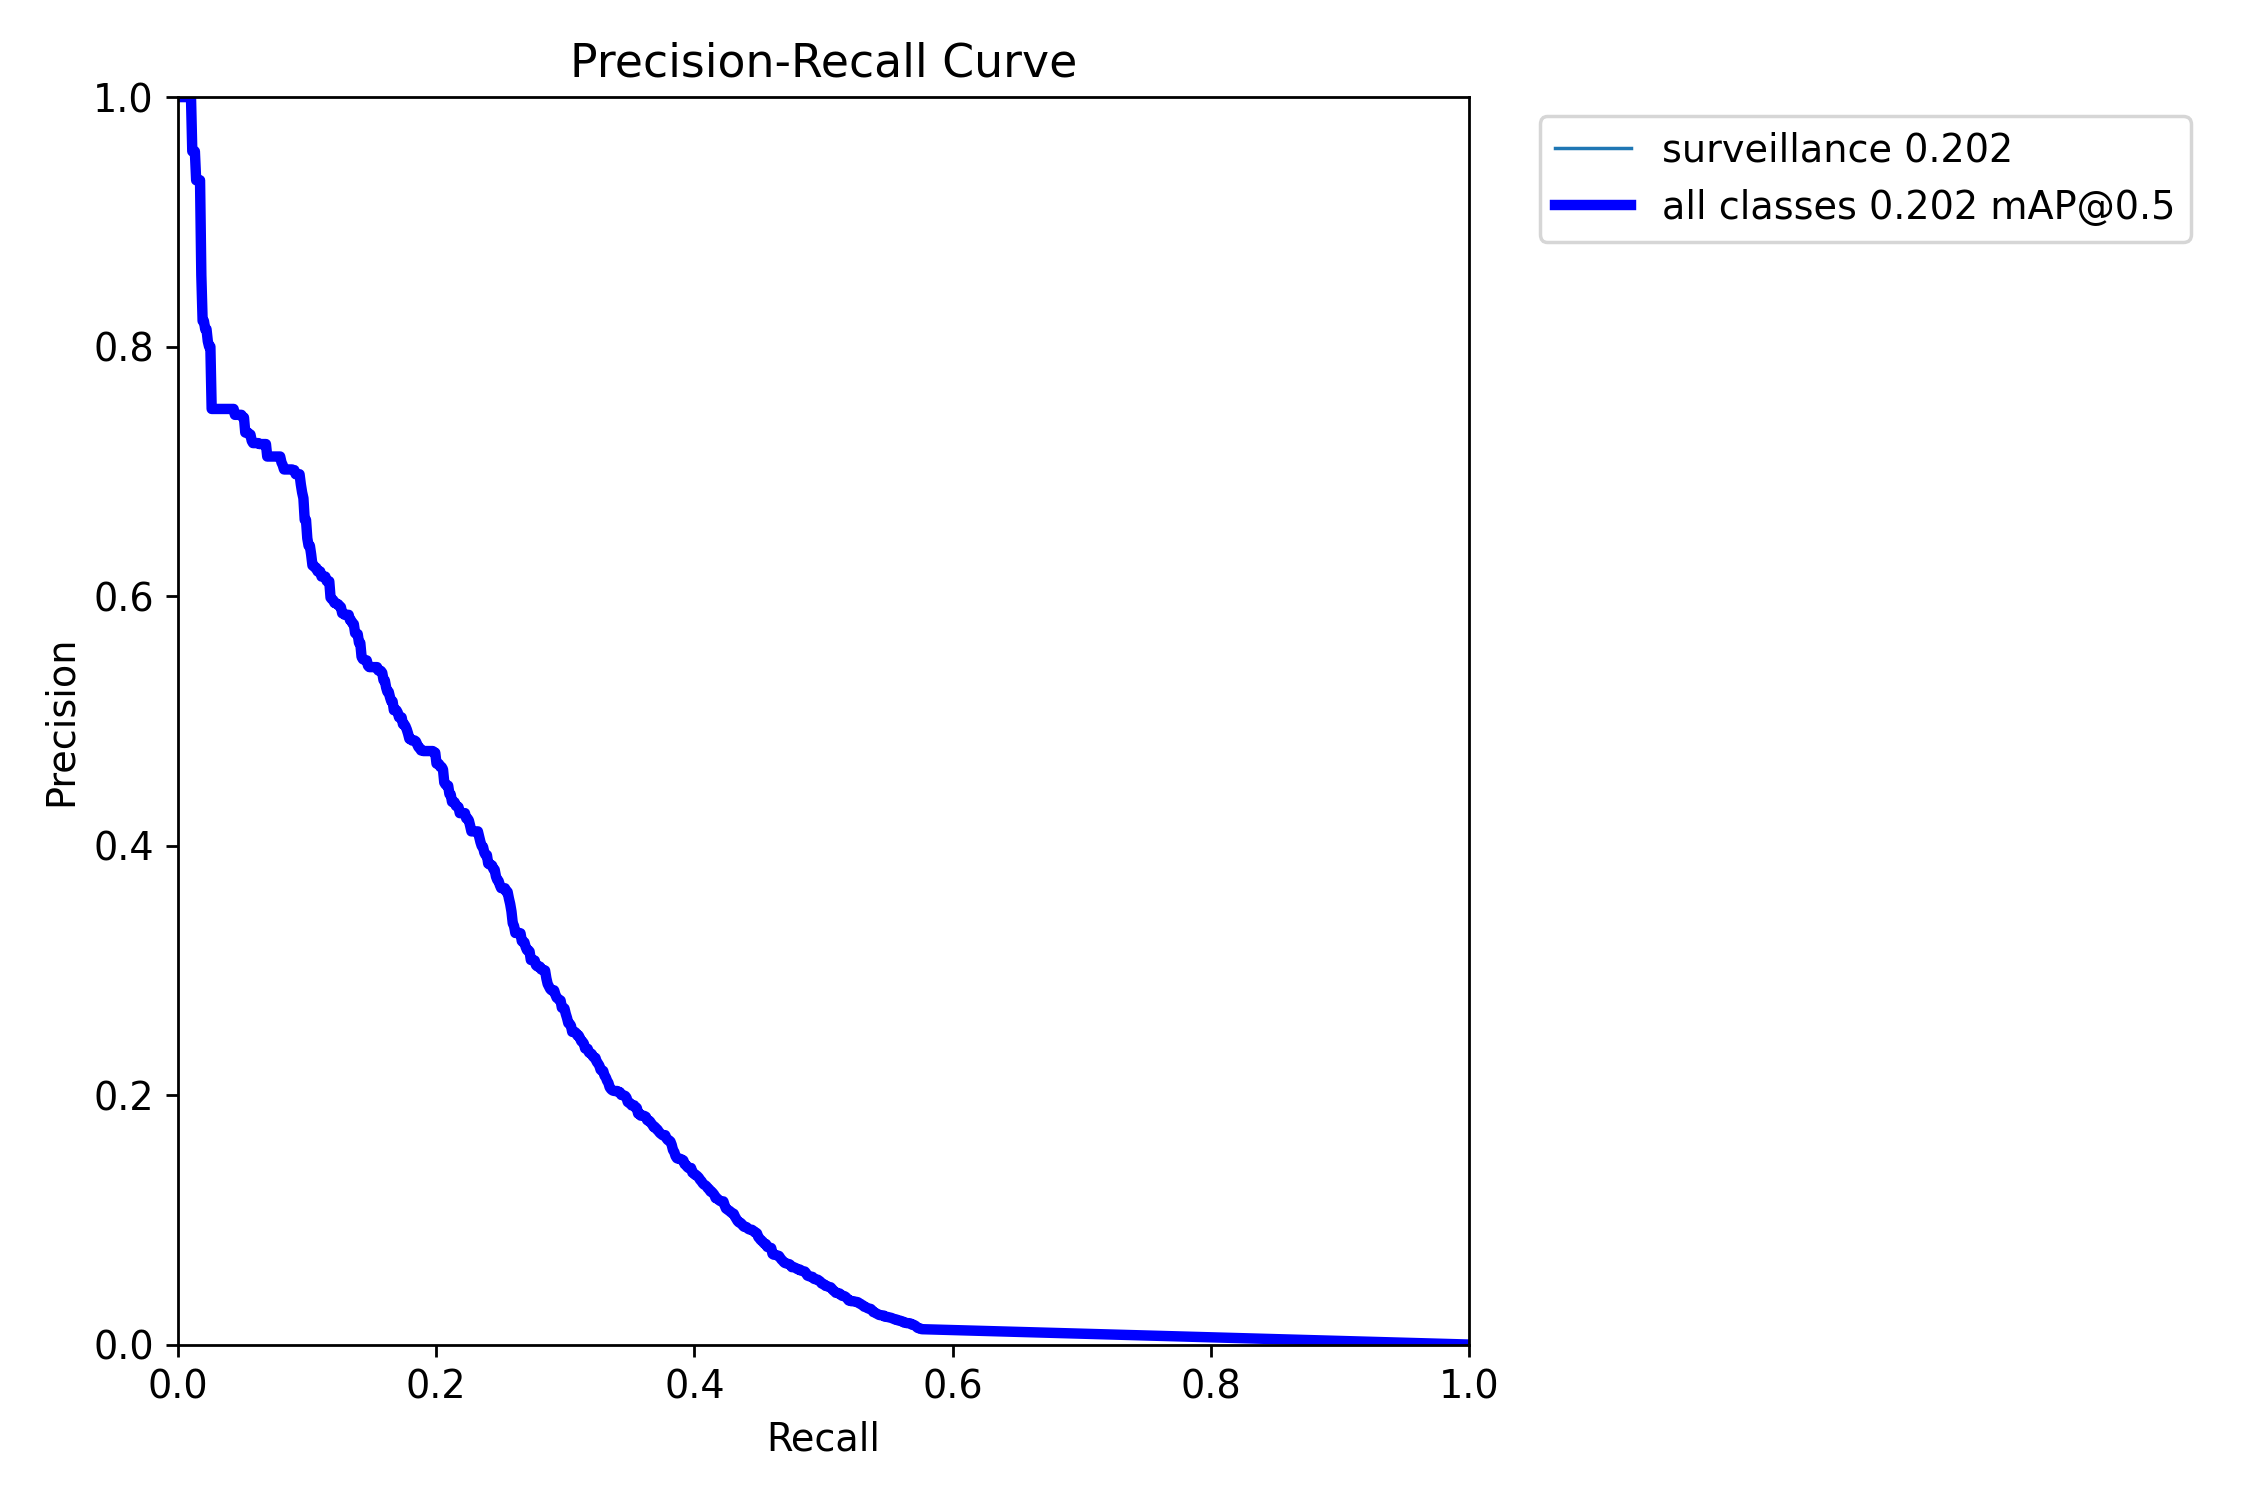 Precision-Recall Curve
surveillance 0.202
all classes 0.202 mAP@0.5
Precision
1.0
0.8
0.6
0.4
0.2
0.0
0.0 0.2 0.4 0.6 0.8 1.0
Recall